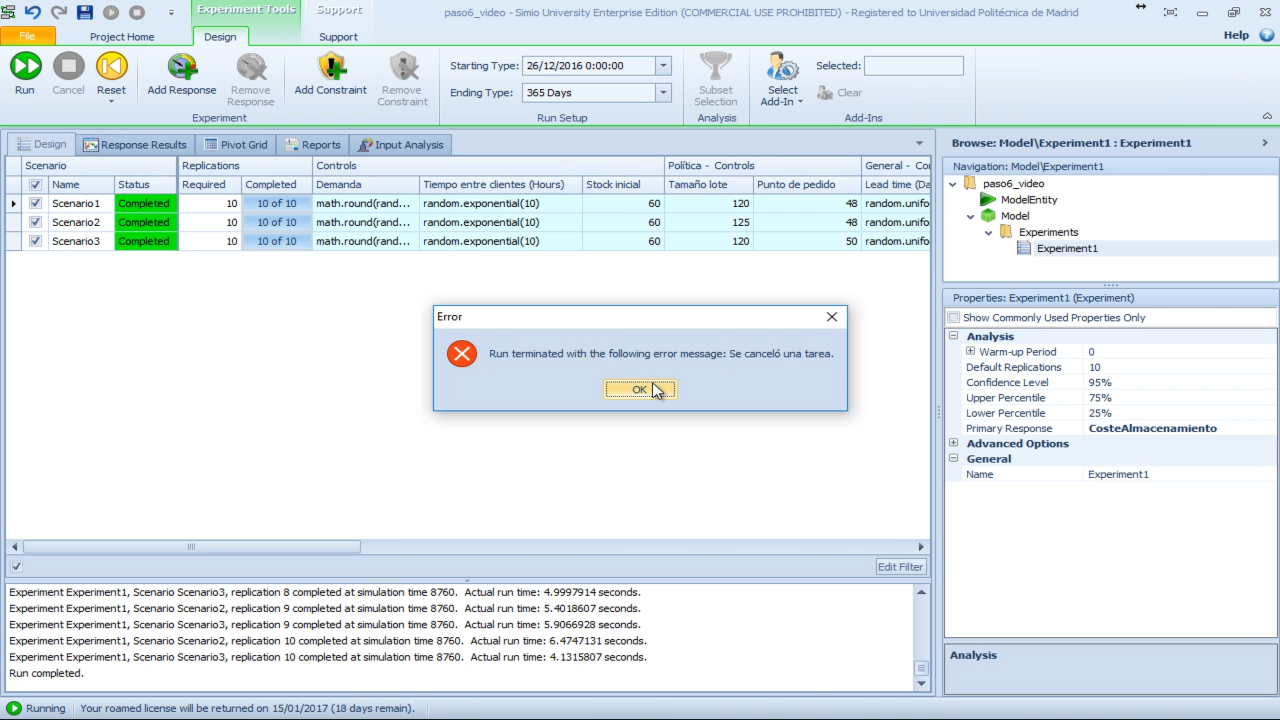 Experiment Tools Support paso6_video - Simio University Enterprise Edition (COMMERCIAL USE PROHIBITED) - Registered to Universidad Politécnica de Madrid
File Project Home Design Support Help
Run Cancel Reset Add Response Remove Response Add Constraint Remove Constraint
Experiment
Starting Type: 26/12/2016 0:00:00
Ending Type: 365 Days
Run Setup
Subset Selection
Analysis
Select Add-In
Selected:
Clear
Add-Ins
Design Response Results Pivot Grid Reports Input Analysis
Scenario Replications Controls Política - Controls General - Co
Name Status Required Completed Demanda Tiempo entre clientes (Hours) Stock inicial Tamaño lote Punto de pedido Lead time (Da
Scenario1 Completed 10 10 of 10 math.round(rand... random.exponential(10) 60 120 48 random.unifo
Scenario2 Completed 10 10 of 10 math.round(rand... random.exponential(10) 60 125 48 random.unifo
Scenario3 Completed 10 10 of 10 math.round(rand... random.exponential(10) 60 120 50 random.unifo
Error
Run terminated with the following error message: Se canceló una tarea.
OK
Edit Filter
Experiment Experiment1, Scenario Scenario3, replication 8 completed at simulation time 8760. Actual run time: 4.9997914 seconds.
Experiment Experiment1, Scenario Scenario2, replication 9 completed at simulation time 8760. Actual run time: 5.4018607 seconds.
Experiment Experiment1, Scenario Scenario3, replication 9 completed at simulation time 8760. Actual run time: 5.9066928 seconds.
Experiment Experiment1, Scenario Scenario2, replication 10 completed at simulation time 8760. Actual run time: 6.4747131 seconds.
Experiment Experiment1, Scenario Scenario3, replication 10 completed at simulation time 8760. Actual run time: 4.1315807 seconds.
Run completed.
Browse: Model\Experiment1 : Experiment1
Navigation: Model\Experiment1
paso6_video
ModelEntity
Model
Experiments
Experiment1
Properties: Experiment1 (Experiment)
Show Commonly Used Properties Only
Analysis
Warm-up Period 0
Default Replications 10
Confidence Level 95%
Upper Percentile 75%
Lower Percentile 25%
Primary Response CosteAlmacenamiento
Advanced Options
General
Name Experiment1
Analysis
Running Your roamed license will be returned on 15/01/2017 (18 days remain).